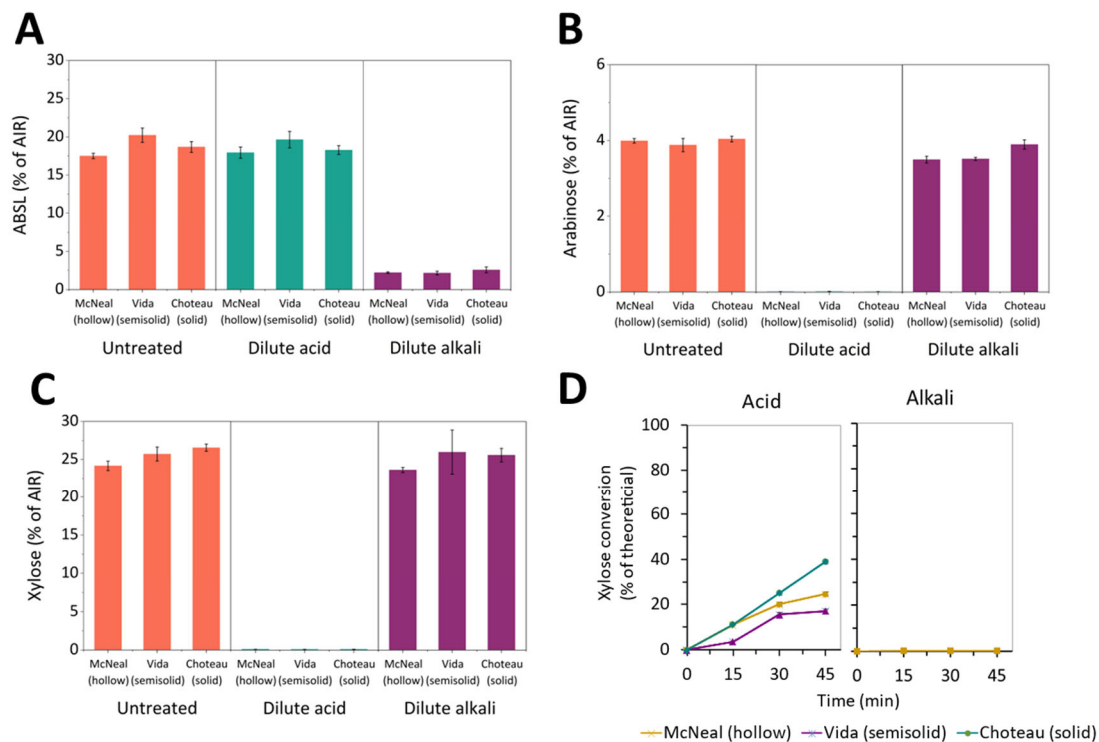 A
B
ABSL (% of AIR)
30
25
20
15
10
5
0
McNeal Vida Choteau McNeal Vida Choteau McNeal Vida Choteau
(hollow) (semisolid) (solid) (hollow) (semisolid) (solid) (hollow) (semisolid) (solid)
Untreated Dilute acid Dilute alkali
Arabinose (% of AIR)
6
4
2
0
McNeal Vida Choteau McNeal Vida Choteau McNeal Vida Choteau
(hollow) (semisolid) (solid) (hollow) (semisolid) (solid) (hollow) (semisolid) (solid)
Untreated Dilute acid Dilute alkali
C
Xylose (% of AIR)
30
25
20
15
10
5
0
McNeal Vida Choteau McNeal Vida Choteau McNeal Vida Choteau
(hollow) (semisolid) (solid) (hollow) (semisolid) (solid) (hollow) (semisolid) (solid)
Untreated Dilute acid Dilute alkali
D
Acid Alkali
Xylose conversion
(% of theoreticial)
100
80
60
40
20
0
0 15 30 45 0 15 30 45
Time (min)
McNeal (hollow) Vida (semisolid) Choteau (solid)